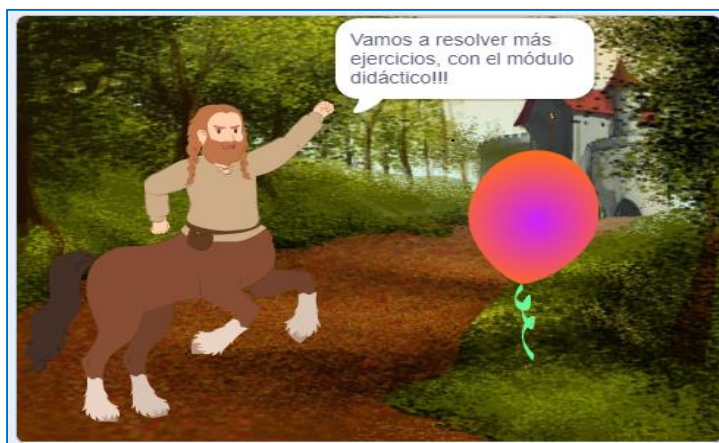 Vamos a resolver más
ejercicios, con el módulo
didáctico!!!